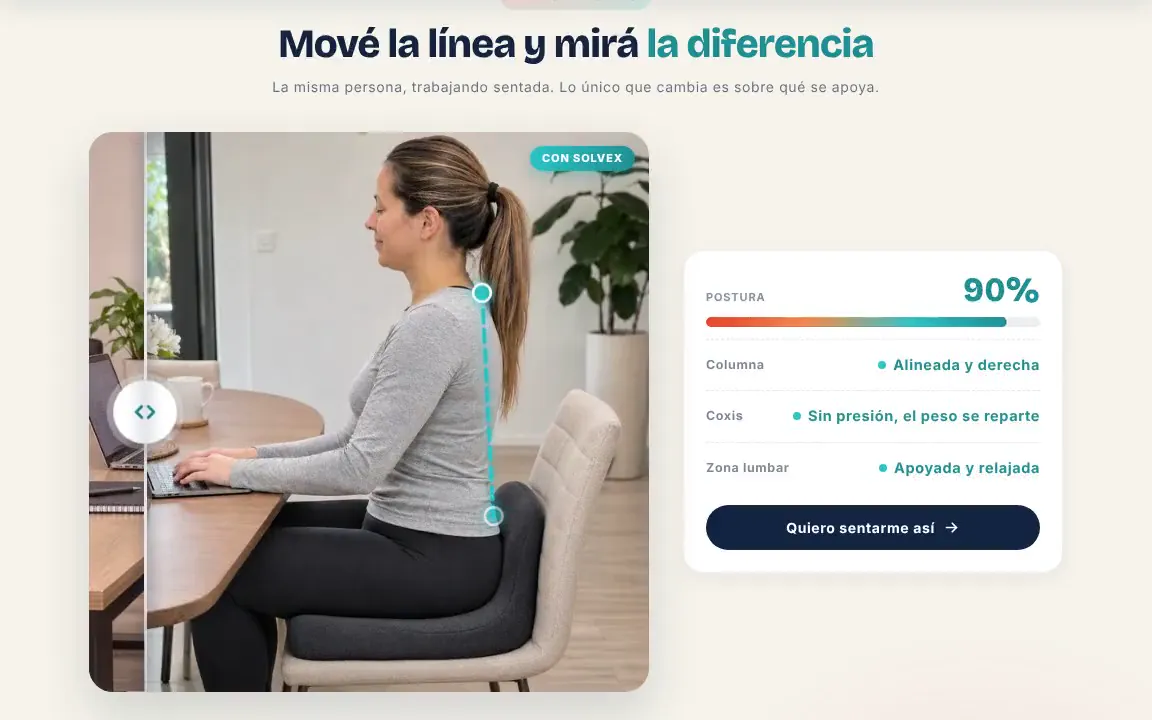 Mové la línea y mirá la diferencia
La misma persona, trabajando sentada. Lo único que cambia es sobre qué se apoya.
CON SOLVEX
POSTURA
90%
Columna
Alineada y derecha
Coxis
Sin presión, el peso se reparte
Zona lumbar
Apoyada y relajada
Quiero sentarme así →